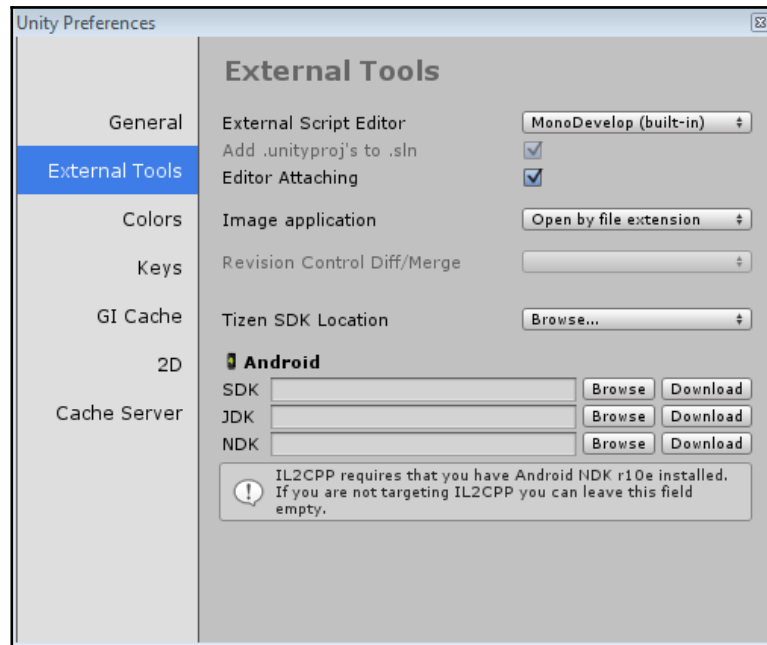 Unity Preferences
External Tools
General
External Tools
Colors
Keys
GI Cache
2D
Cache Server
External Script Editor MonoDevelop (built-in)
Add .unityproj's to .sln
Editor Attaching
Image application Open by file extension
Revision Control Diff/Merge
Tizen SDK Location Browse...
Android
SDK Browse Download
JDK Browse Download
NDK Browse Download
IL2CPP requires that you have Android NDK r10e installed.
If you are not targeting IL2CPP you can leave this field
empty.